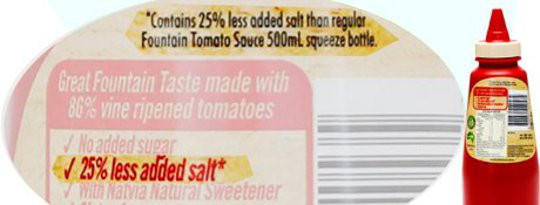 *Contains 25% less added salt than regular
Fountain Tomato Sauce 500mL squeeze bottle.
Great Fountain Taste made with
86% vine ripened tomatoes
✓ No added sugar
✓ 25% less added salt*
✓ With Natvia Natural Sweetener